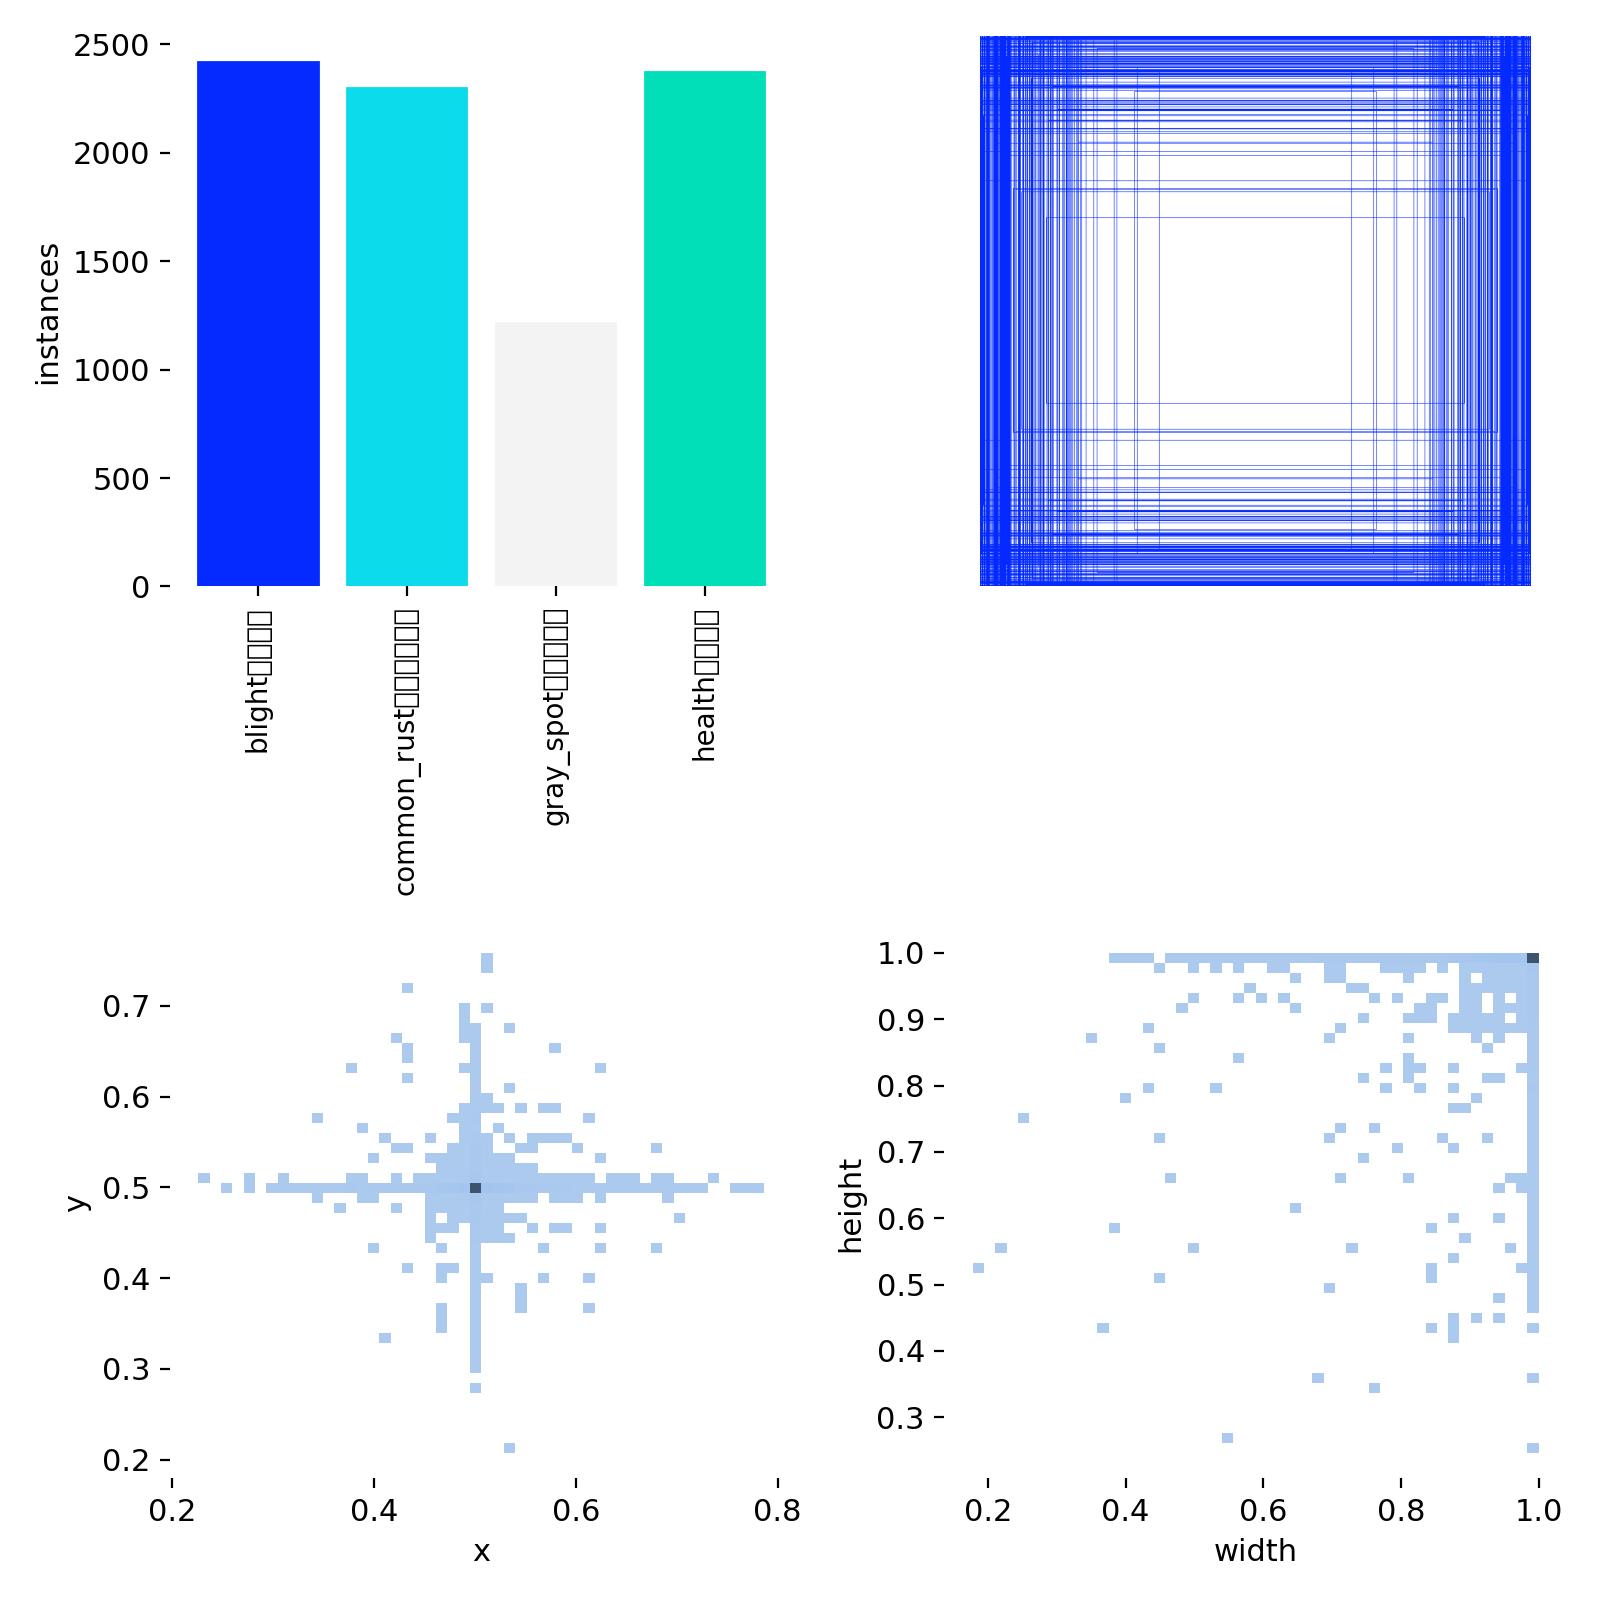 2500
2000
1500
1000
500
0
instances
blight□□□□
common_rust□□□□□□
gray_spot□□□□□
health□□□□
0.7
0.6
0.5
0.4
0.3
0.2
y
0.2 0.4 0.6 0.8
x
1.0
0.9
0.8
0.7
0.6
0.5
0.4
0.3
height
0.2 0.4 0.6 0.8 1.0
width